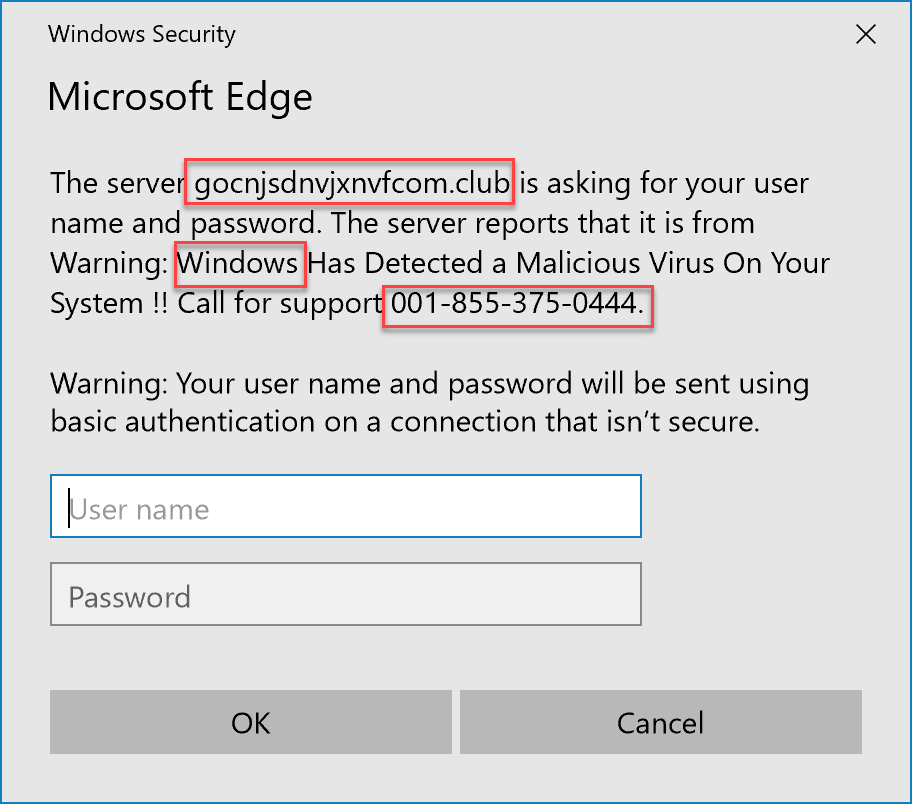 Windows Security
Microsoft Edge
The server gocnjsdnvjxnvfcom.club is asking for your user
name and password. The server reports that it is from
Warning: Windows Has Detected a Malicious Virus On Your
System !! Call for support 001-855-375-0444.
Warning: Your user name and password will be sent using
basic authentication on a connection that isn’t secure.
User name
Password
OK
Cancel